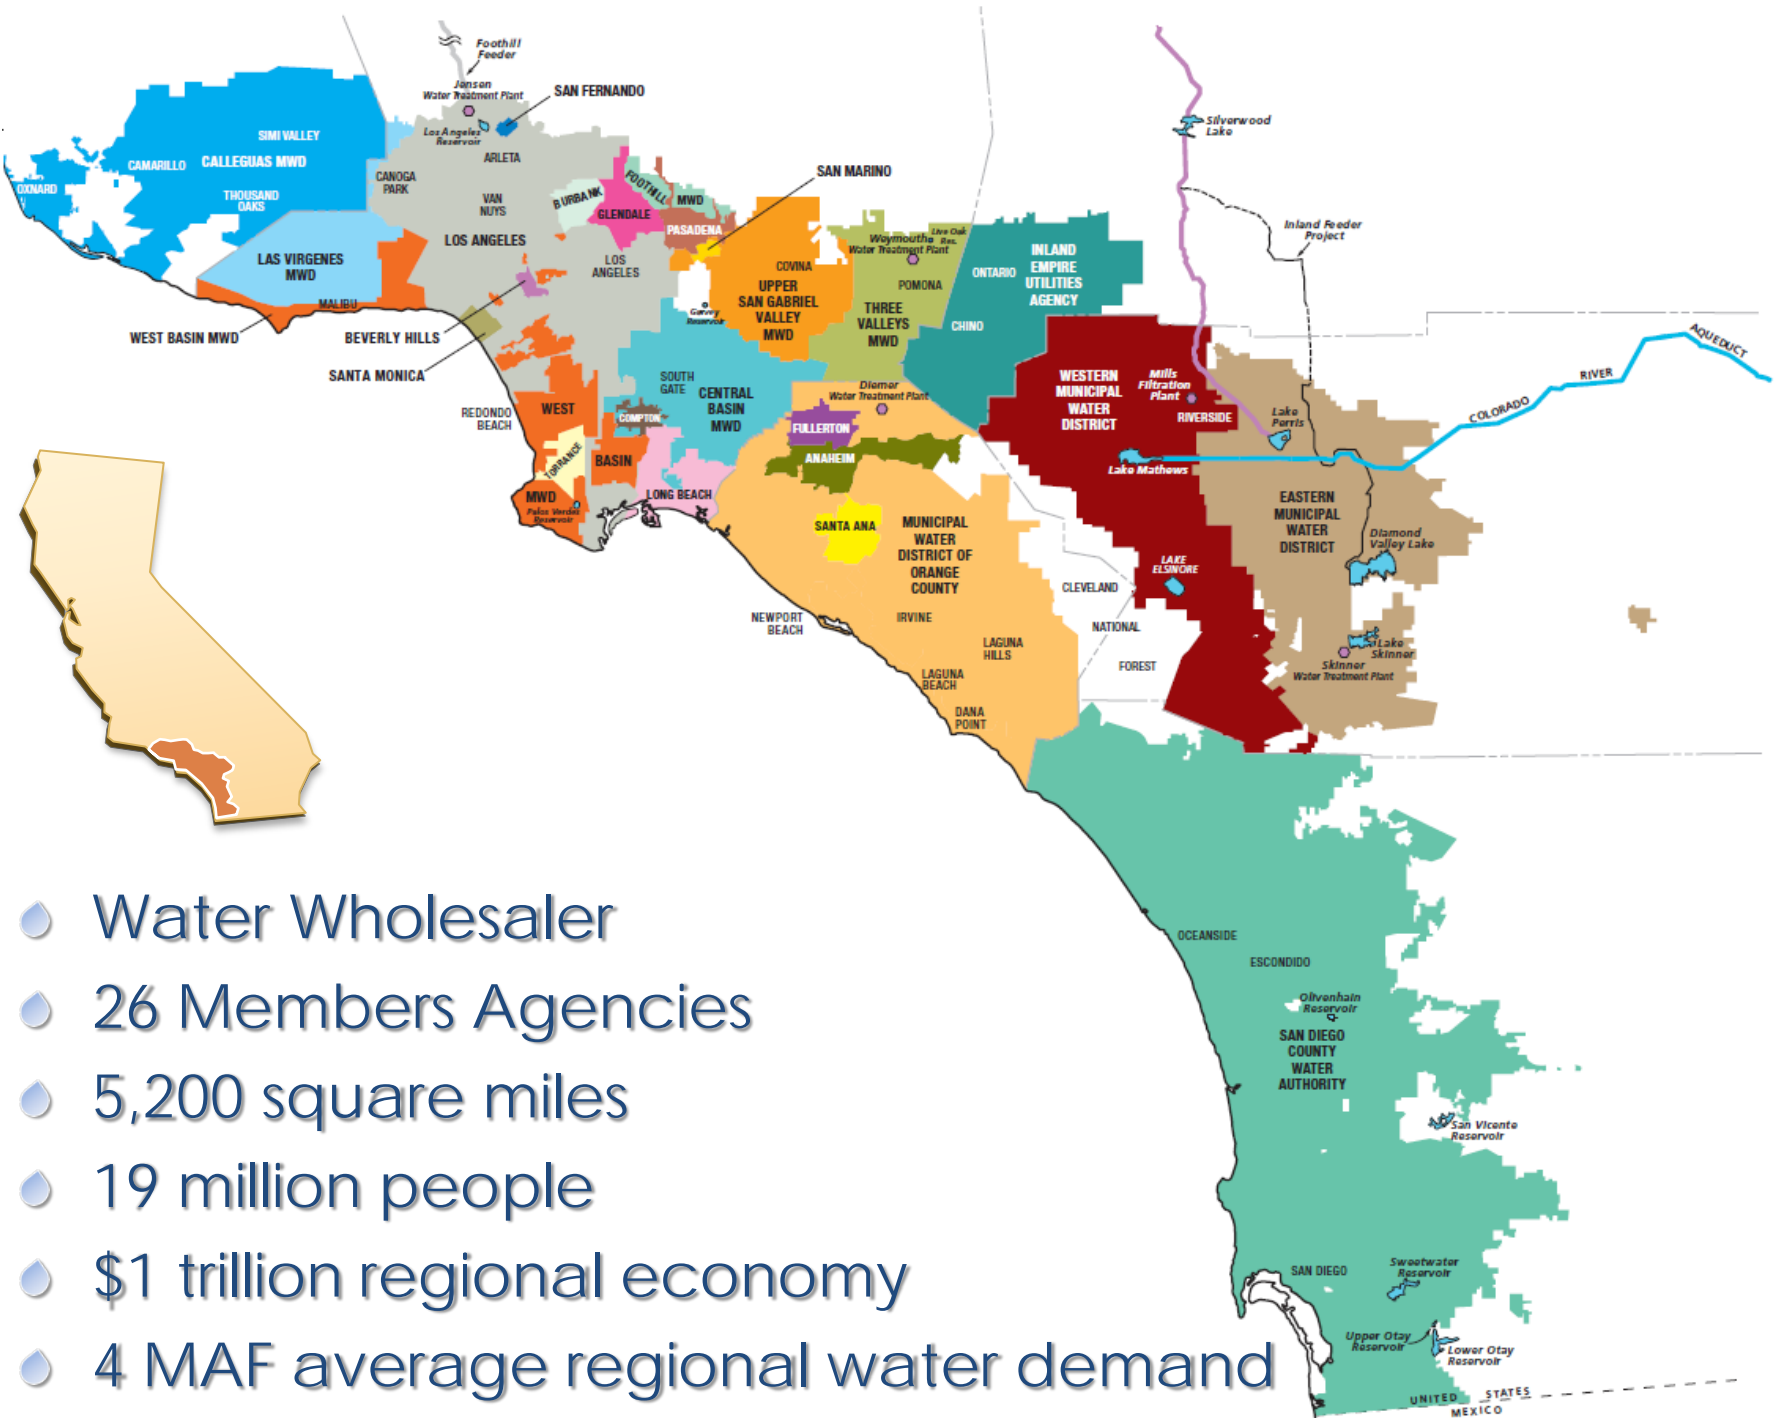 Foothill
Feeder
Jensen
Water Treatment Plant
SAN FERNANDO
Los Angeles
Reservoir
SIMI VALLEY
CAMARILLO
CALLEGUAS MWD
OXNARD
THOUSAND
OAKS
ARLETA
CANOGA
PARK
VAN
NUYS
BURBANK
FOOTHILL
MWD
GLENDALE
PASADENA
SAN MARINO
LOS ANGELES
LOS
ANGELES
LAS VIRGENES
MWD
MALIBU
WEST BASIN MWD
BEVERLY HILLS
SANTA MONICA
Garvey
Reservoir
COVINA
UPPER
SAN GABRIEL
VALLEY
MWD
Weymouth
Water Treatment Plant
Live Oak
Res.
POMONA
THREE
VALLEYS
MWD
ONTARIO
INLAND
EMPIRE
UTILITIES
AGENCY
CHINO
Silverwood
Lake
Inland Feeder
Project
COLORADO
RIVER
AQUEDUCT
REDONDO
BEACH
WEST
BASIN
MWD
TORRANCE
Palos Verdes
Reservoir
COMPTON
SOUTH
GATE
CENTRAL
BASIN
MWD
LONG BEACH
Diemer
Water Treatment Plant
FULLERTON
ANAHEIM
SANTA ANA
MUNICIPAL
WATER
DISTRICT OF
ORANGE
COUNTY
NEWPORT
BEACH
IRVINE
LAGUNA
HILLS
LAGUNA
BEACH
DANA
POINT
WESTERN
MUNICIPAL
WATER
DISTRICT
Mills
Filtration
Plant
RIVERSIDE
Lake
Perris
Lake Mathews
EASTERN
MUNICIPAL
WATER
DISTRICT
Diamond
Valley Lake
LAKE
ELSINORE
CLEVELAND
NATIONAL
FOREST
Lake
Skinner
Skinner
Water Treatment Plant
OCEANSIDE
ESCONDIDO
Olivenhain
Reservoir
SAN DIEGO
COUNTY
WATER
AUTHORITY
San Vicente
Reservoir
SAN DIEGO
Sweetwater
Reservoir
Upper Otay
Reservoir
Lower Otay
Reservoir
UNITED STATES
MEXICO
Water Wholesaler
26 Members Agencies
5,200 square miles
19 million people
$1 trillion regional economy
4 MAF average regional water demand